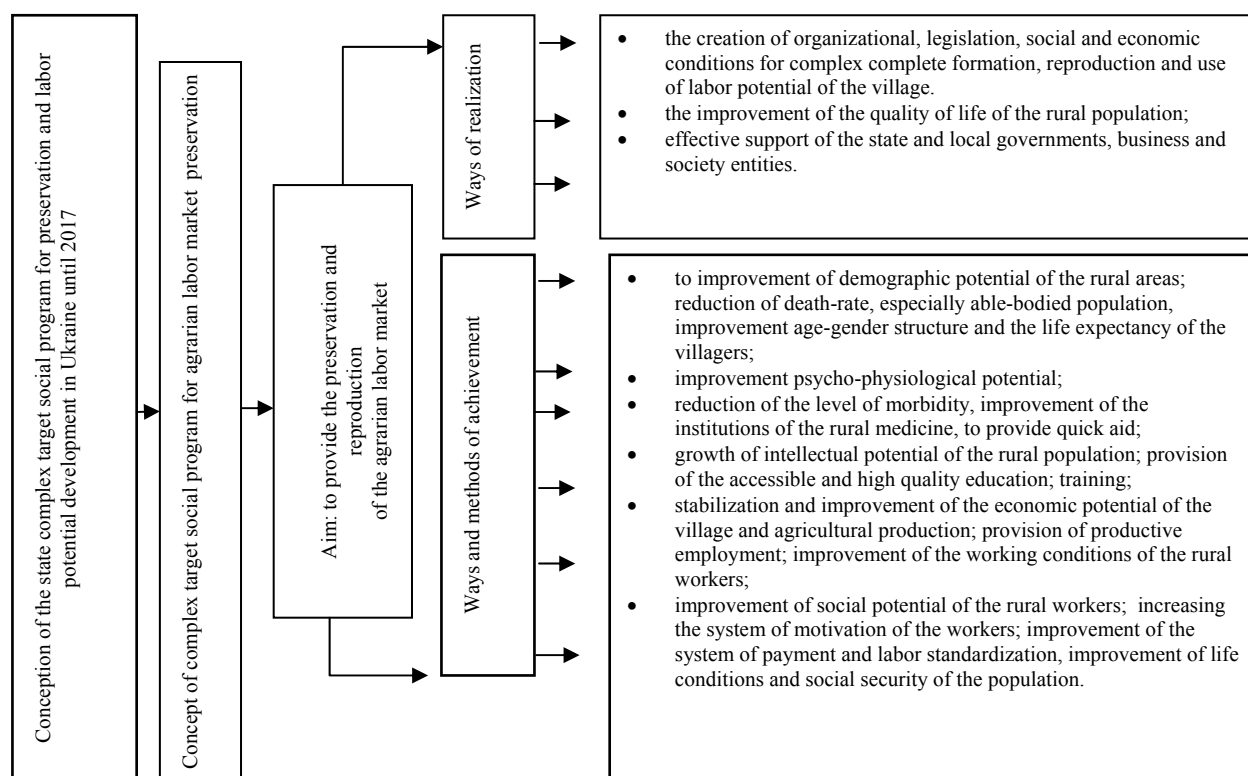 Conception of the state complex target social program for preservation and labor
potential development in Ukraine until 2017
Concept of complex target social program for agrarian labor market preservation
Aim: to provide the preservation and
reproduction
of the agrarian labor market
Ways of realization
• the creation of organizational, legislation, social and economic
conditions for complex complete formation, reproduction and use
of labor potential of the village.
• the improvement of the quality of life of the rural population;
• effective support of the state and local governments, business and
society entities.
Ways and methods of achievement
• to improvement of demographic potential of the rural areas;
reduction of death-rate, especially able-bodied population,
improvement age-gender structure and the life expectancy of the
villagers;
• improvement psycho-physiological potential;
• reduction of the level of morbidity, improvement of the
institutions of the rural medicine, to provide quick aid;
• growth of intellectual potential of the rural population; provision
of the accessible and high quality education; training;
• stabilization and improvement of the economic potential of the
village and agricultural production; provision of productive
employment; improvement of the working conditions of the rural
workers;
• improvement of social potential of the rural workers; increasing
the system of motivation of the workers; improvement of the
system of payment and labor standardization, improvement of life
conditions and social security of the population.